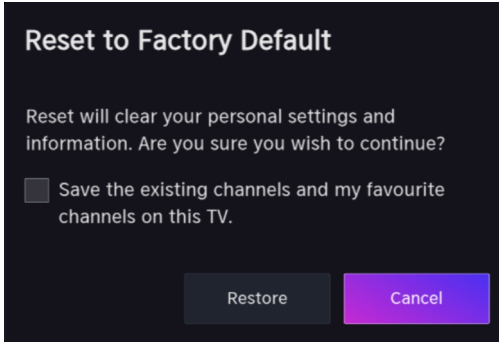 Reset to Factory Default
Reset will clear your personal settings and
information. Are you sure you wish to continue?
Save the existing channels and my favourite
channels on this TV.
Restore
Cancel